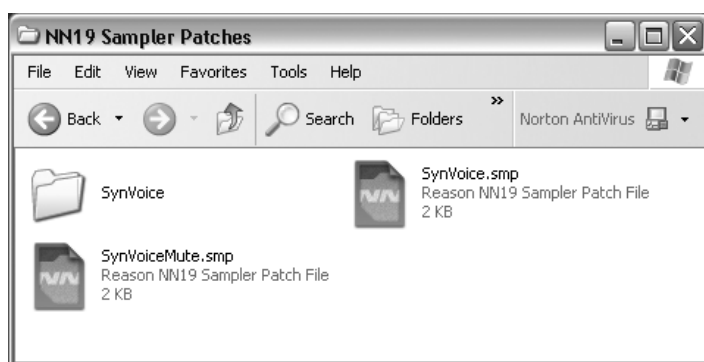 NN19 Sampler Patches
File Edit View Favorites Tools Help
Back Search Folders » Norton AntiVirus
SynVoice
SynVoice.smp
Reason NN19 Sampler Patch File
2 KB
SynVoiceMute.smp
Reason NN19 Sampler Patch File
2 KB